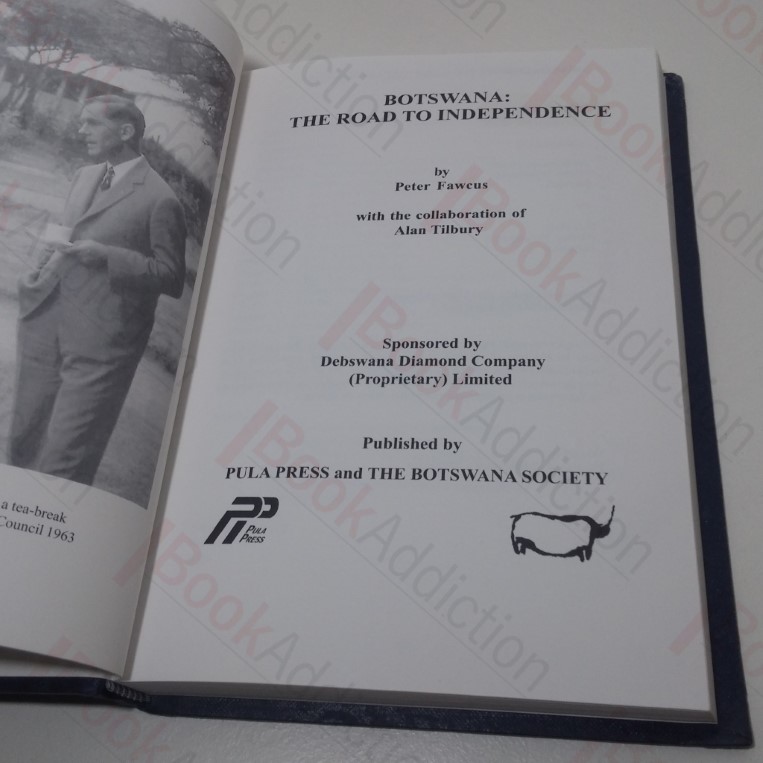 a tea-break
Council 1963
BOTSWANA:
THE ROAD TO INDEPENDENCE
by
Peter Fawcus
with the collaboration of
Alan Tilbury
Sponsored by
Debswana Diamond Company
(Proprietary) Limited
Published by
PULA PRESS and THE BOTSWANA SOCIETY
PULA
PRESS
BookAddiction